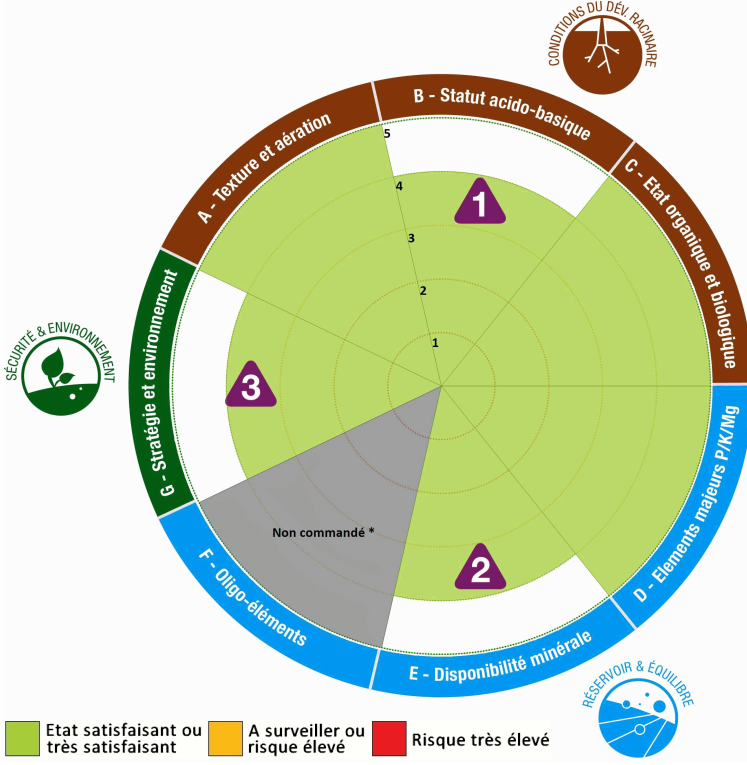 CONDITIONS DU DÉV. RACINAIRE
B - Statut acido-basique
A - Texture et aération
C - Etat organique et biologique
5
4
3
2
1
1
SÉCURITÉ & ENVIRONNEMENT
G - Stratégie et environnement
3
D - Elements majeurs P/K/Mg
Non commandé *
2
F - Oligo-éléments
E - Disponibilité minérale
RÉSERVOIR & ÉQUILIBRE
Etat satisfaisant ou
très satisfaisant
A surveiller ou
risque élevé
Risque très élevé